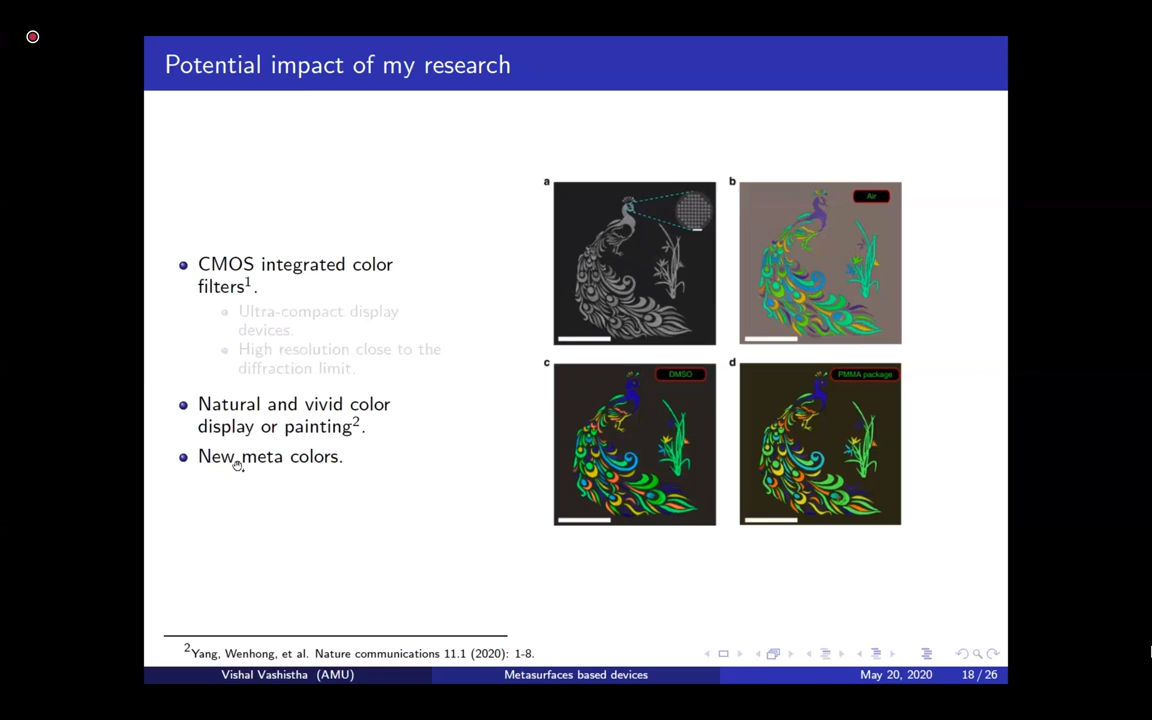 Potential impact of my research
CMOS integrated color
filters1.
Ultra-compact display
devices.
High resolution close to the
diffraction limit.
Natural and vivid color
display or painting2.
New meta colors.
a
b
Air
c
DMSO
d
PMMA package
2Yang, Wenhong, et al. Nature communications 11.1 (2020): 1-8.
Vishal Vashistha (AMU)
Metasurfaces based devices
May 20, 2020
18 / 26